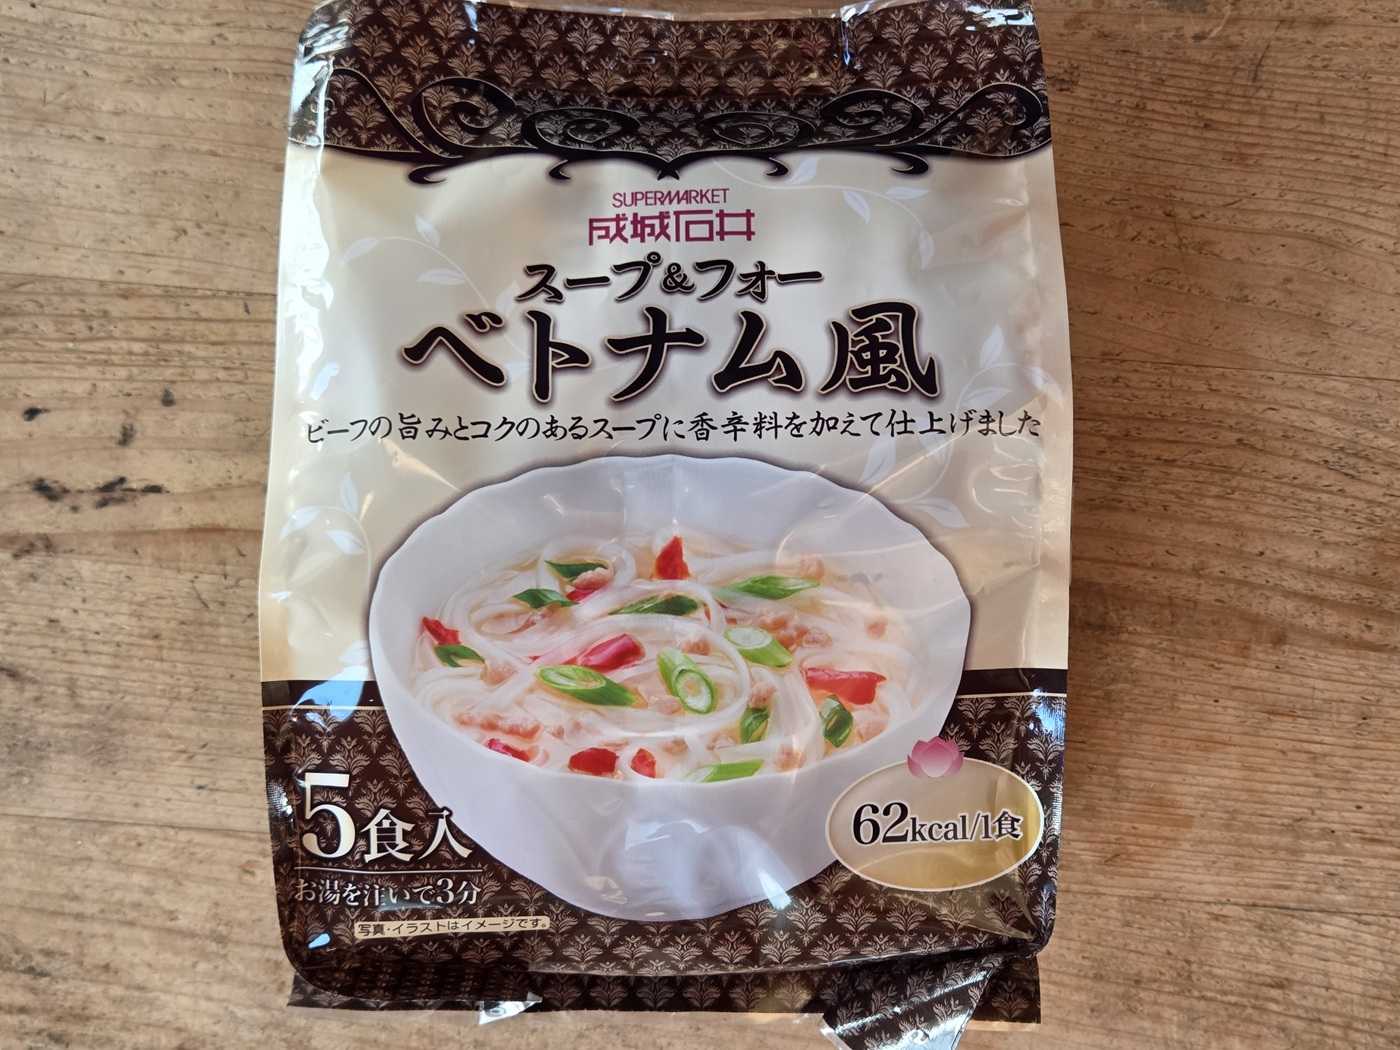 SUPERMARKET
成城石井
スープ&フォー
ベトナム風
ビーフの旨みとコクのあるスープに香辛料を加えて仕上げました
5食入
お湯を注いで3分
写真・イラストはイメージです。
62kcal/1食